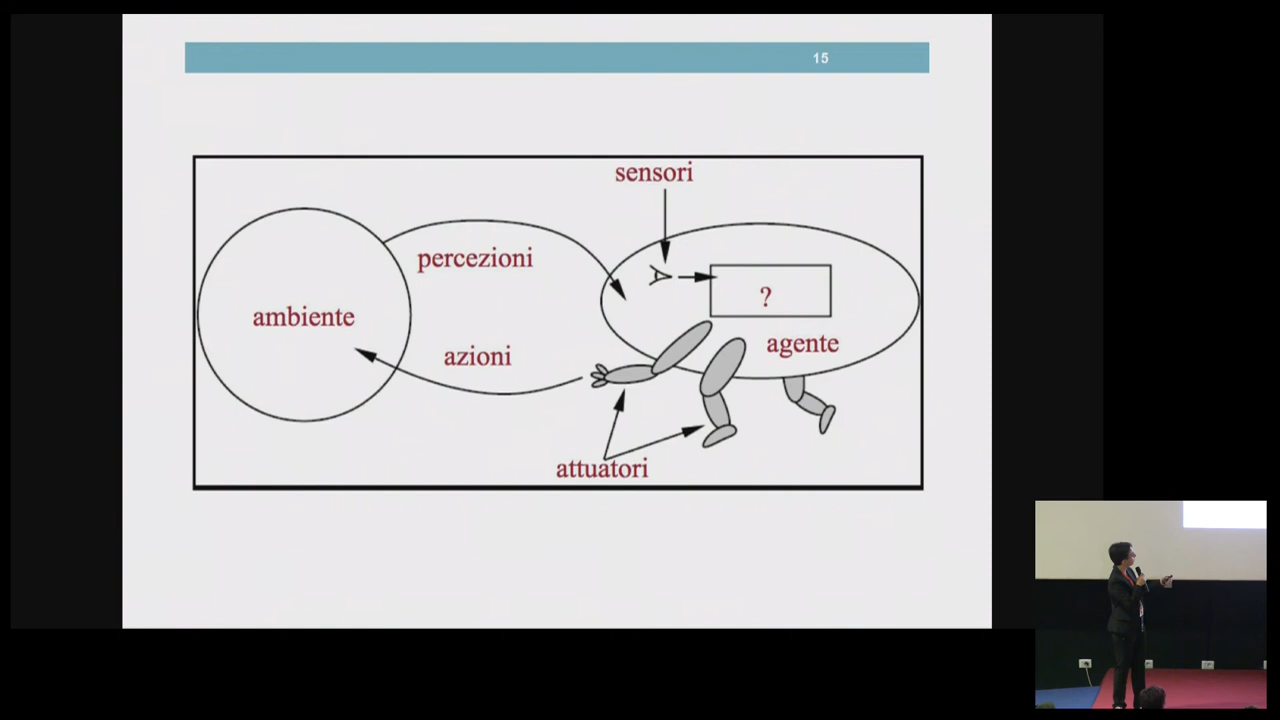 15
sensori
percezioni
ambiente
?
agente
azioni
attuatori